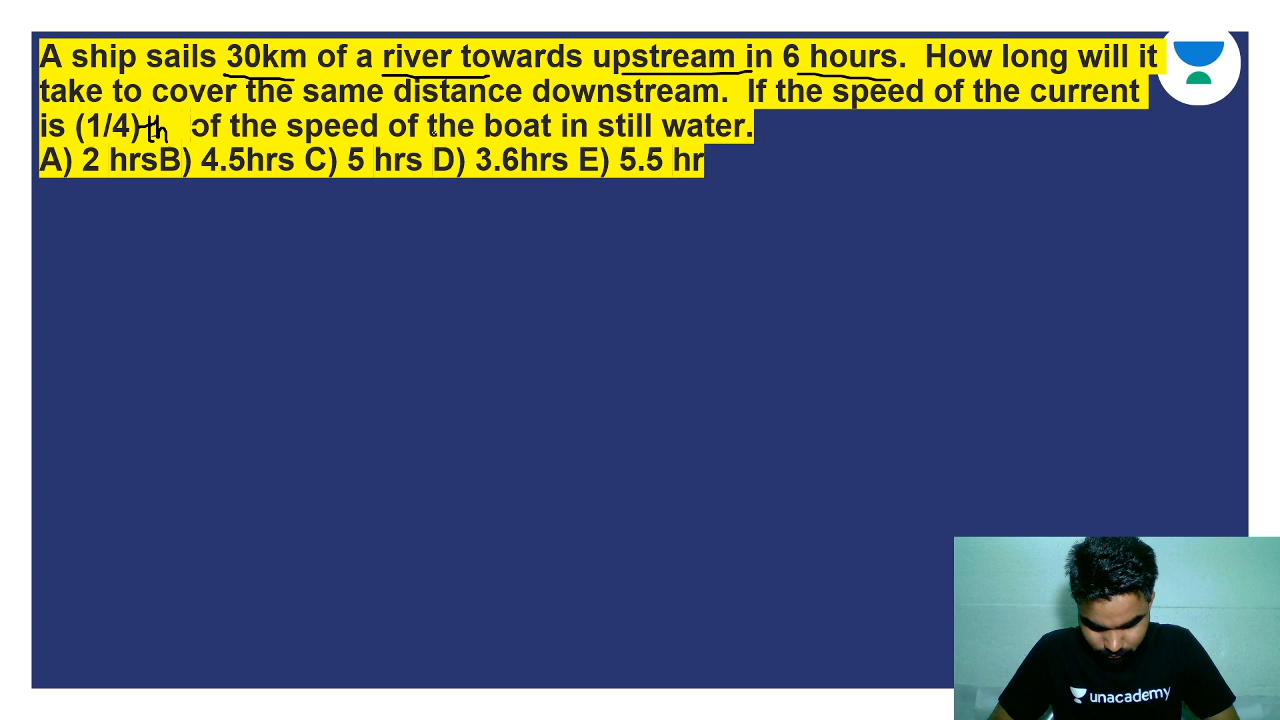 A ship sails 30km of a river towards upstream in 6 hours. How long will it
take to cover the same distance downstream. If the speed of the current
is (1/4)th of the speed of the boat in still water.
A) 2 hrsB) 4.5hrs C) 5 hrs D) 3.6hrs E) 5.5 hr
unacademy